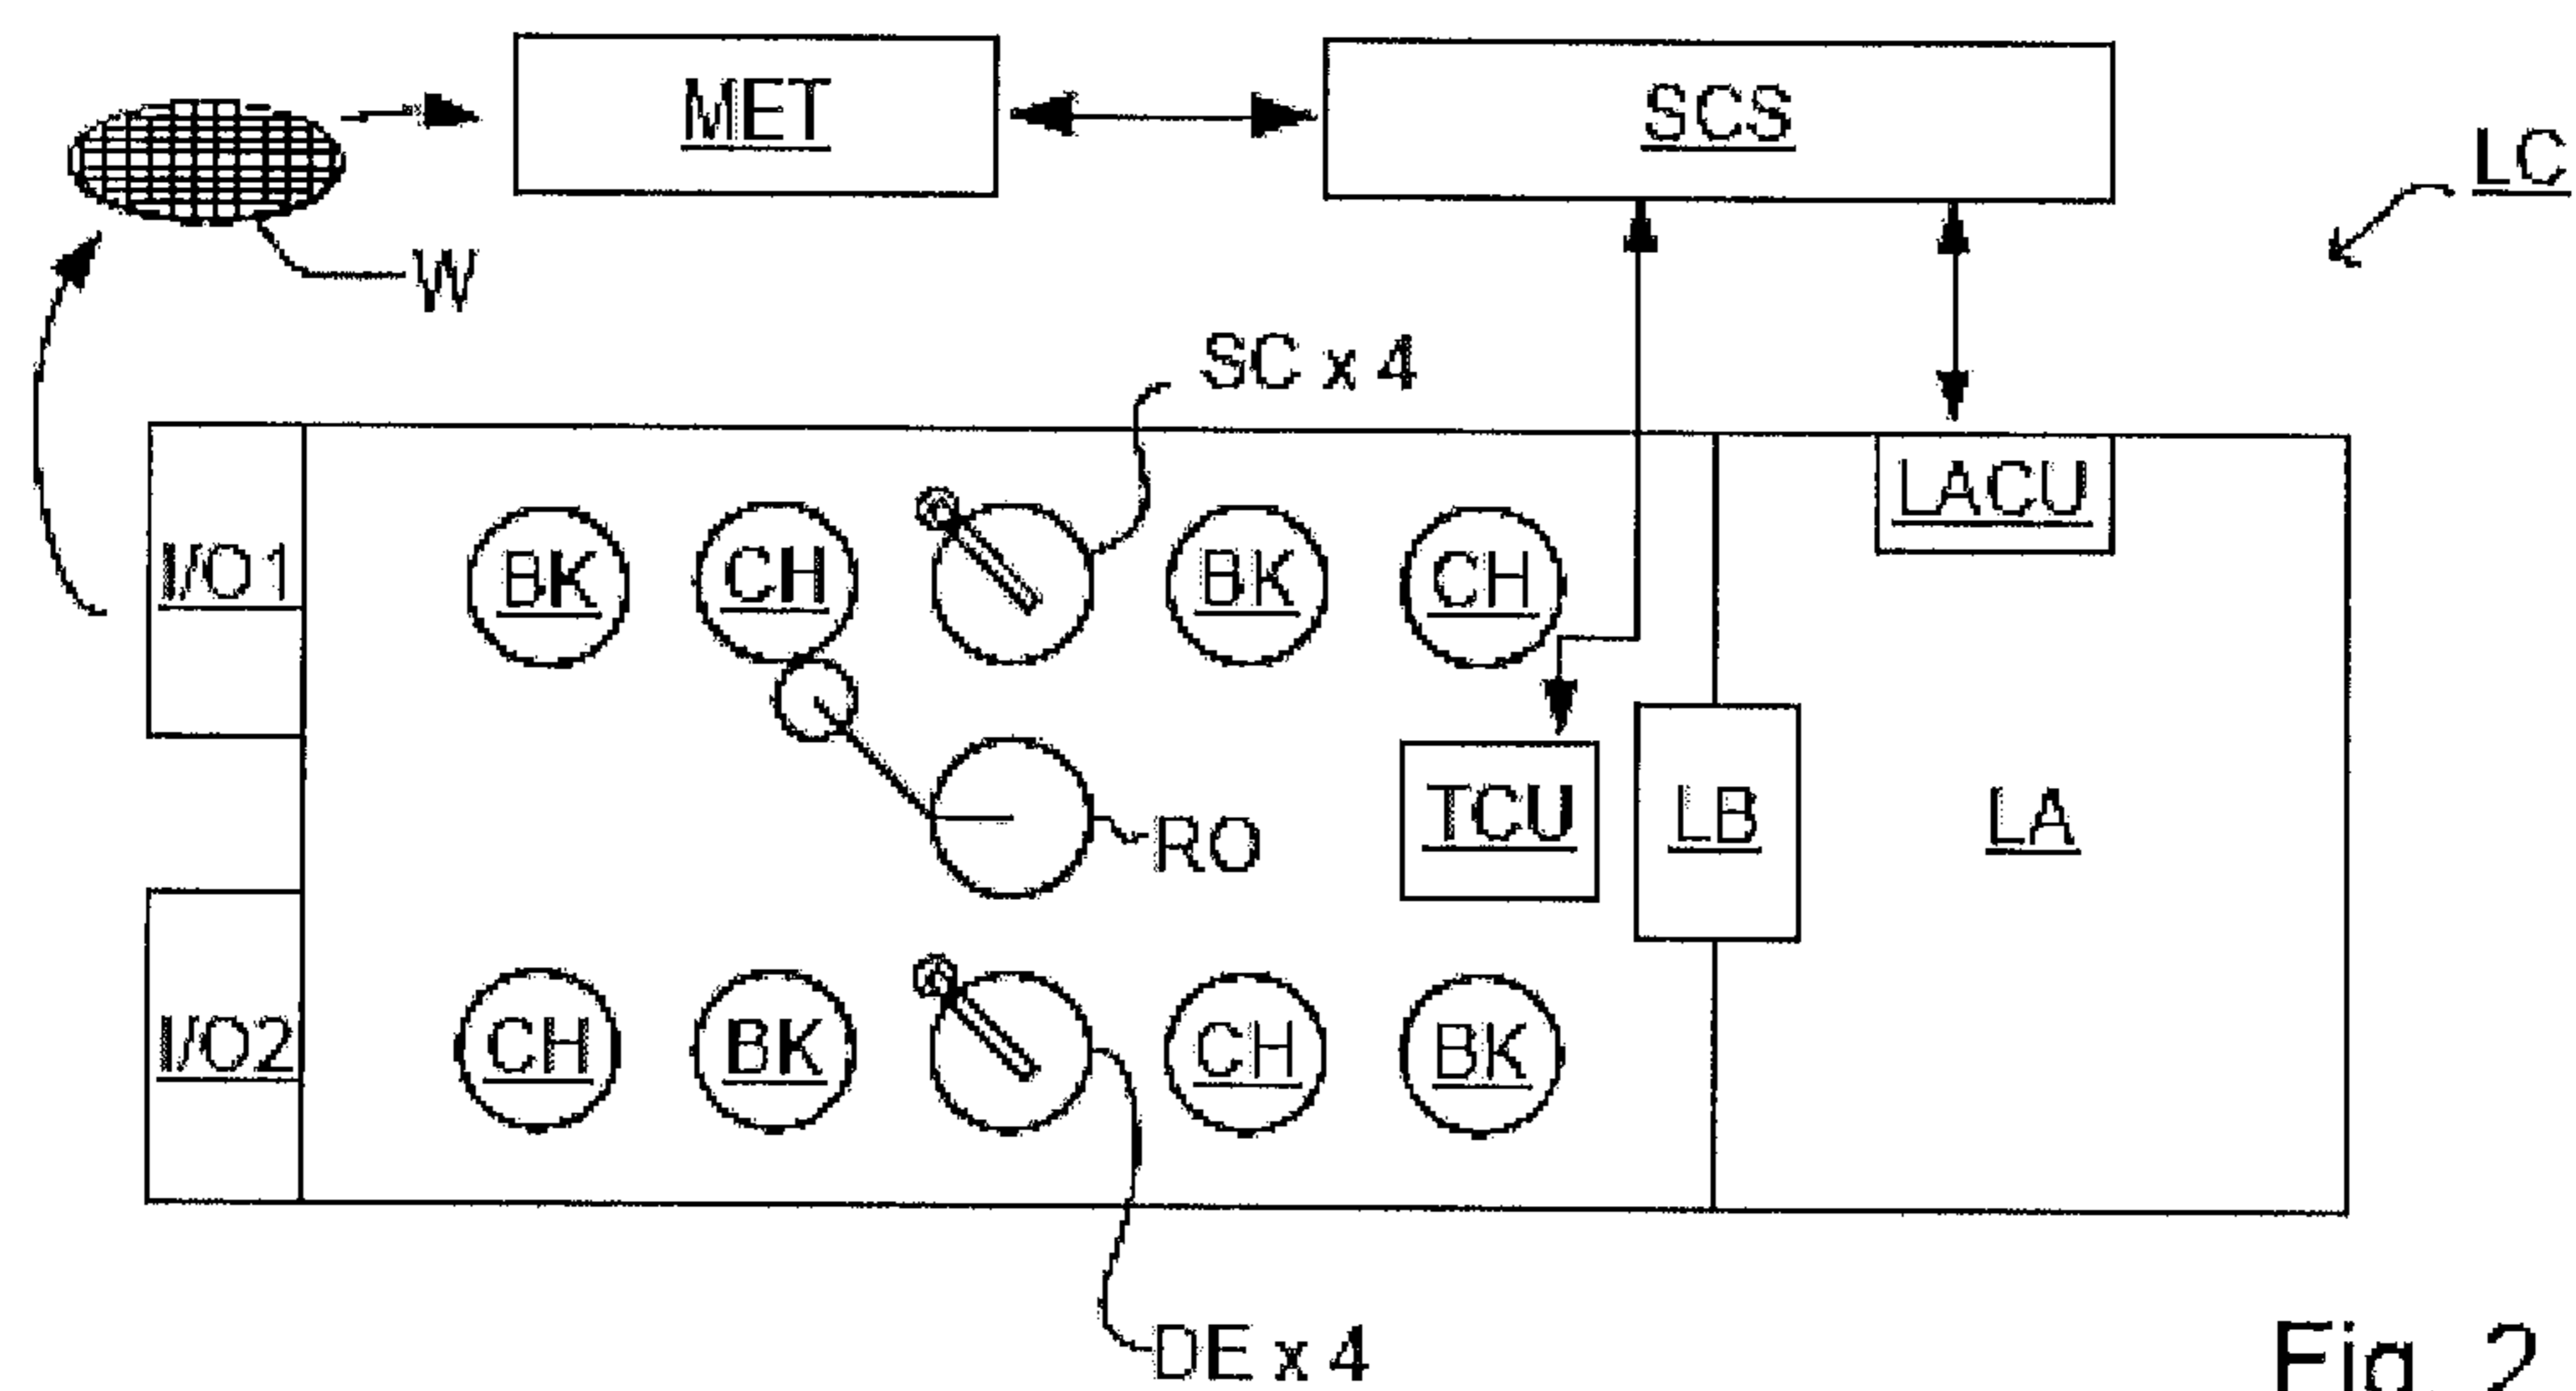 MET
SCS
LC
W
SC x 4
LACU
I/O1
BK
CH
BK
CH
TCU
LB
LA
RO
I/O2
CH
BK
CH
BK
DE x 4
Fig. 2